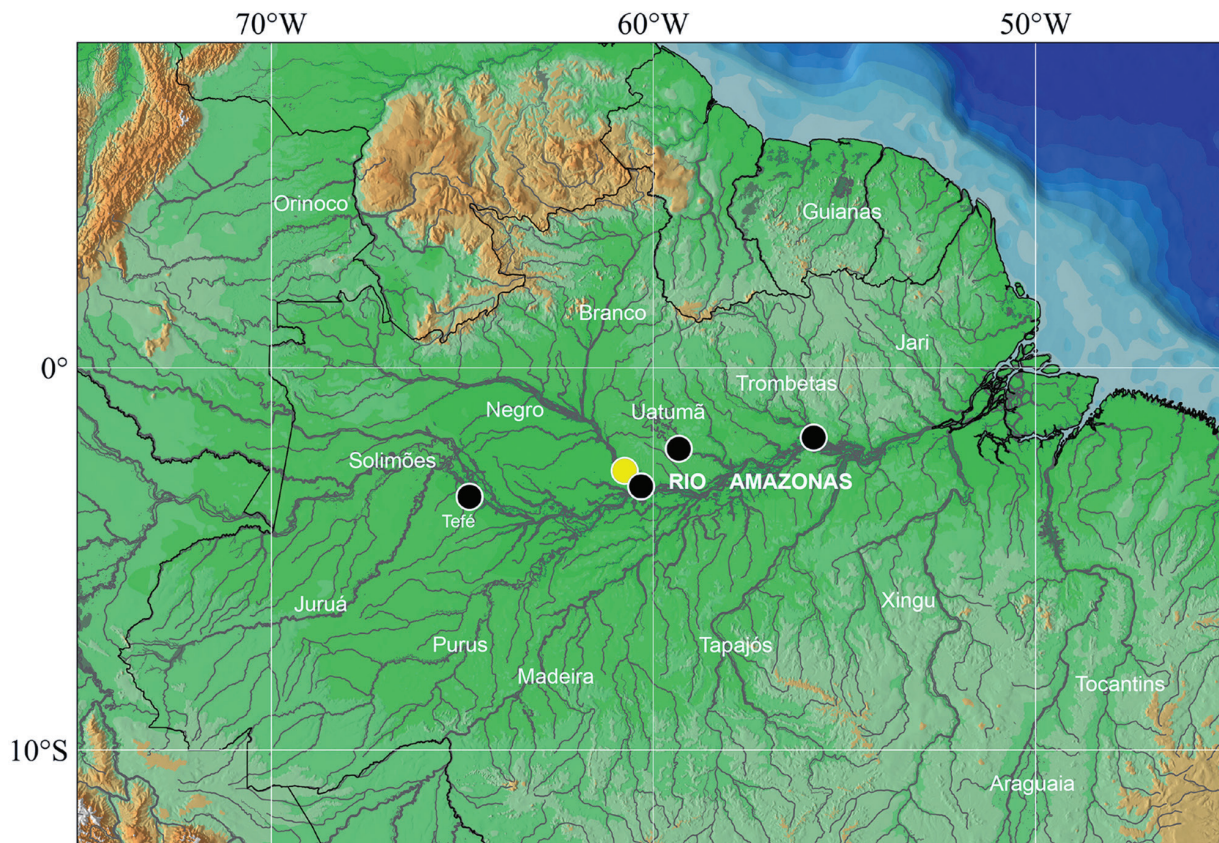 70°W 60°W 50°W
Orinoco
Guianas
Branco
Jari
0°
Trombetas
Negro
Uatumã
Solimões
RIO AMAZONAS
Tefé
Juruá
Xingu
Purus
Tapajós
Madeira
Tocantins
10°S
Araguaia